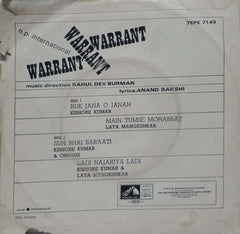 7EPE 7145
n.p. international
WARRANT
WARRANT
WARRANT
WARRANT
music direction RAHUL DEV BURMAN
lyrics: ANAND BAKSHI
SIDE 1
RUK JANA O JANAN
KISHORE KUMAR
MAIN TUMSE MOHABBAT
LATA MANGESHKAR
SIDE 2
SUN BHAI BARAATI
KISHORE KUMAR
& CHORUS
LADI NAJARIYA LADI
KISHORE KUMAR &
LATA MANGESHKAR